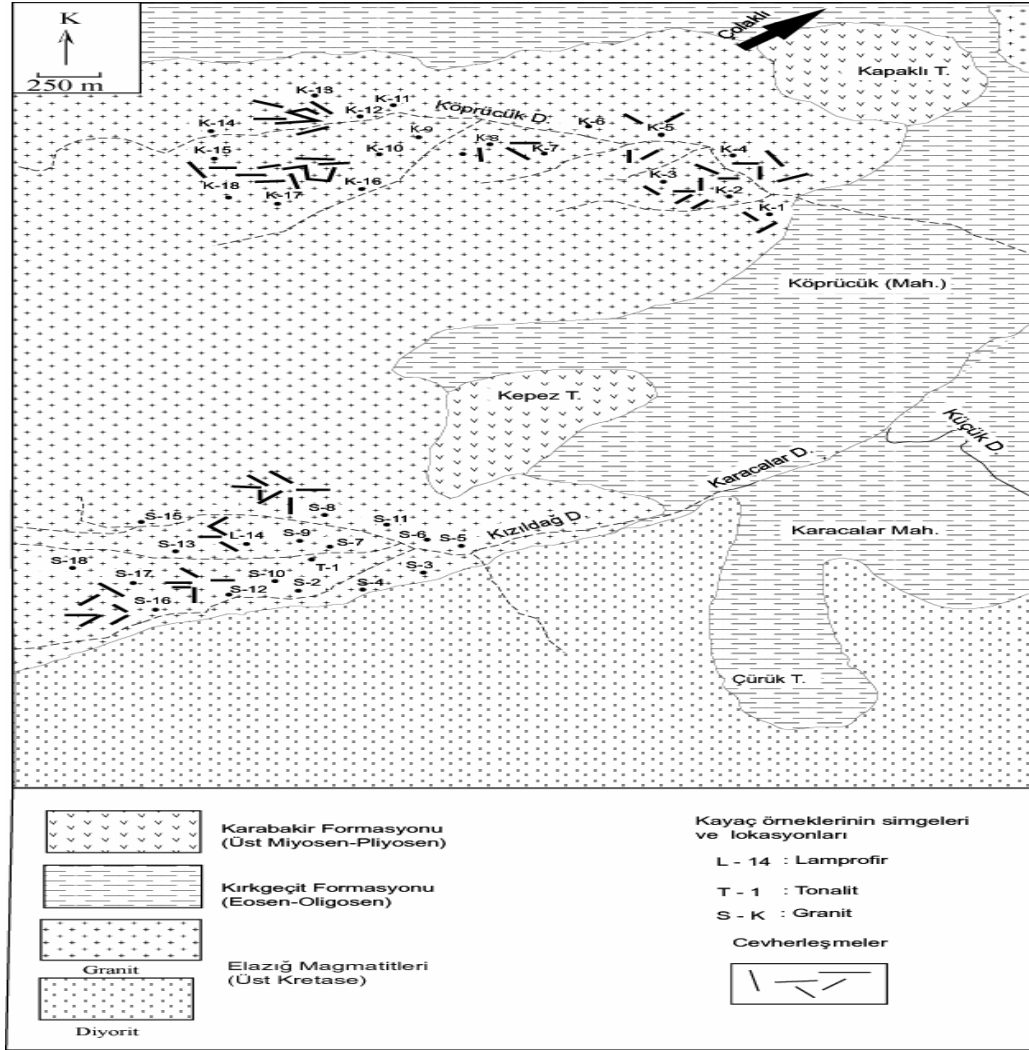 K
250 m
Çolaklı
Kapaklı T.
K-13
K-11
K-12
Köprücük D.
K-14
K-9
K-6
K-5
K-8
K-15
K-10
K-7
K-4
K-18
K-17
K-16
K-3
K-2
K-1
Köprücük (Mah.)
Kepez T.
Küçük D.
Karacalar D.
S-15
S-8
S-11
Kızıldağ D
Karacalar Mah.
L-14
S-9
S-7
S-6
S-5
S-13
S-18
T-1
S-3
S-17
S-10
S-2
S-4
S-12
S-16
Çürük T.
Karabakir Formasyonu
(Üst Miyosen-Pliyosen)
Kırkgeçit Formasyonu
(Eosen-Oligosen)
Granit
Elazığ Magmatitleri
(Üst Kretase)
Diyorit
Kayaç örneklerinin simgeleri
ve lokasyonları
L - 14 : Lamprofir
T - 1 : Tonalit
S - K : Granit
Cevherleşmeler